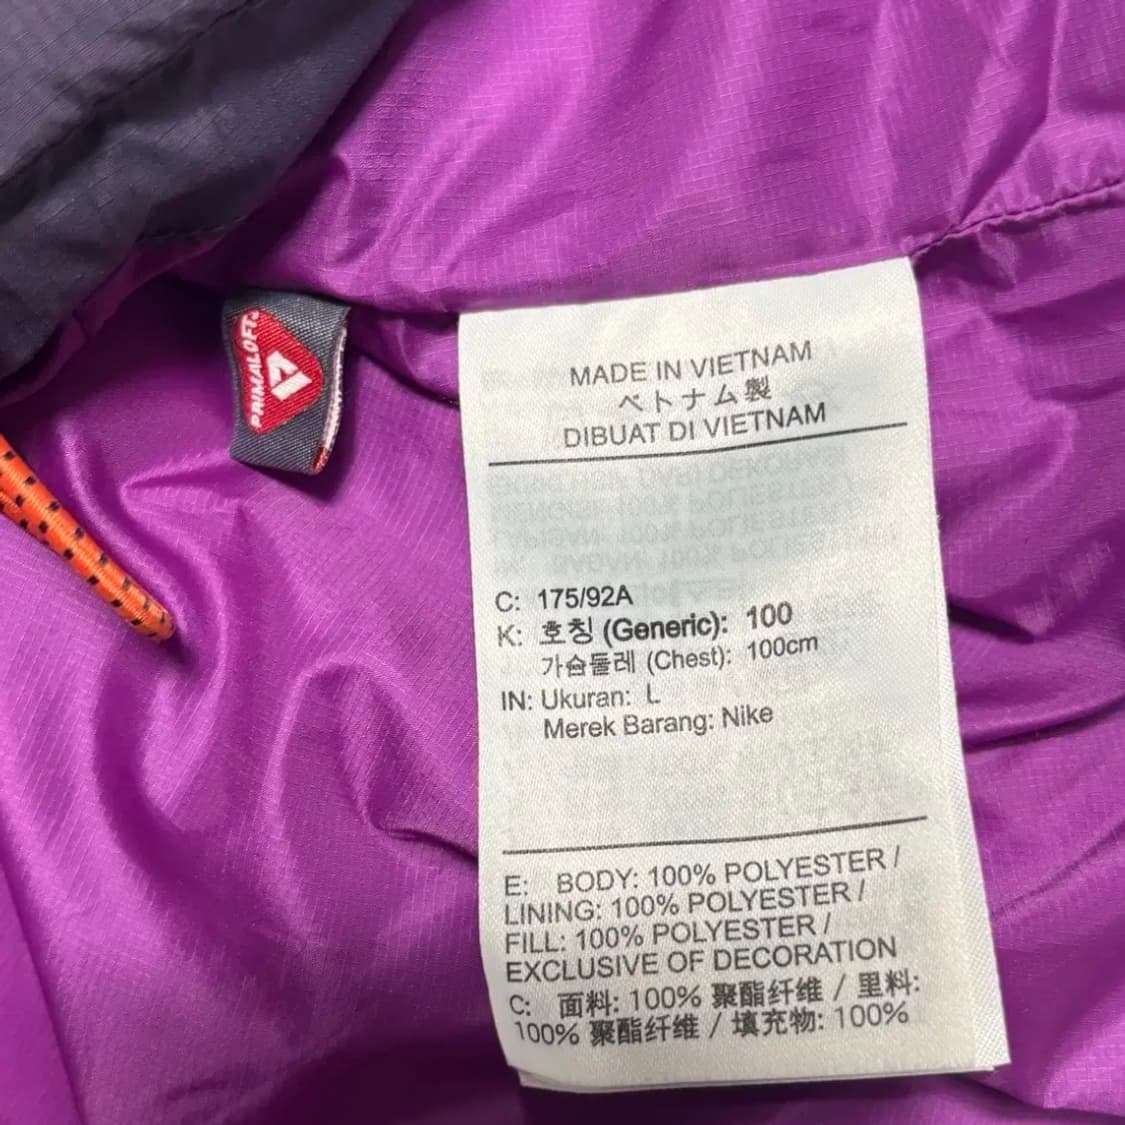 PRIMALOFT
MADE IN VIETNAM
ベトナム製
DIBUAT DI VIETNAM
C: 175/92A
K: 호칭 (Generic): 100
가슴둘레 (Chest): 100cm
IN: Ukuran: L
Merek Barang: Nike
E: BODY: 100% POLYESTER /
LINING: 100% POLYESTER /
FILL: 100% POLYESTER /
EXCLUSIVE OF DECORATION
C: 面料: 100% 聚酯纤维 / 里料:
100% 聚酯纤维 / 填充物: 100%